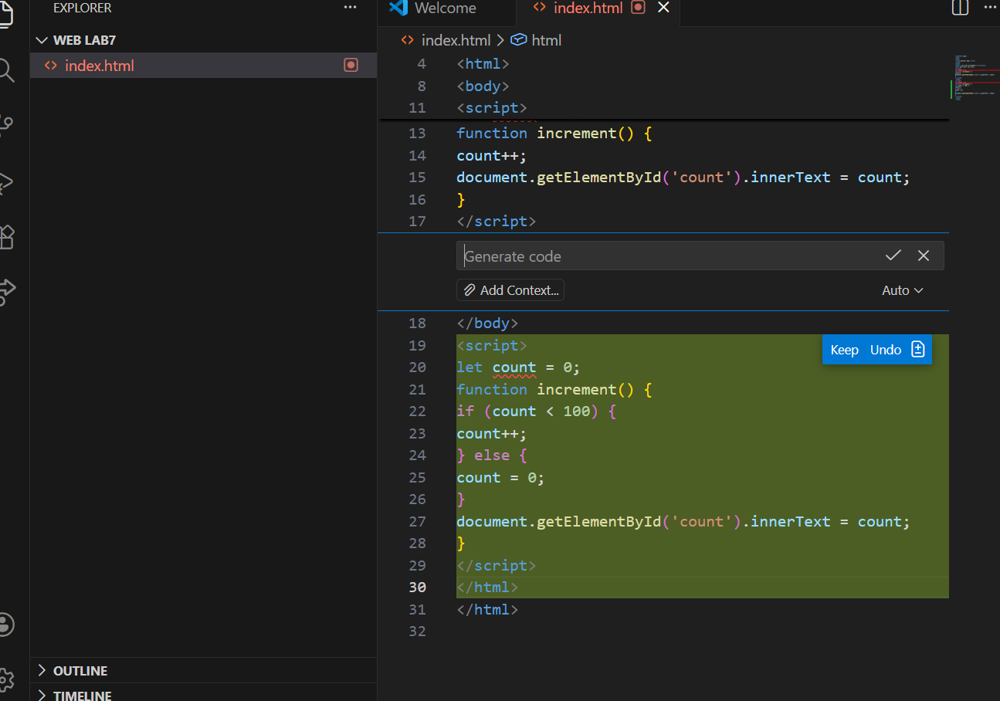 EXPLORER
Welcome
index.html
WEB LAB7
index.html
index.html
html
4 <html>
8 <body>
11 <script>
13 function increment() {
14 count++;
15 document.getElementById('count').innerText = count;
16 }
17 </script>
Generate code
Add Context...
Auto
18 </body>
19 <script>
Keep Undo
20 let count = 0;
21 function increment() {
22 if (count < 100) {
23 count++;
24 } else {
25 count = 0;
26 }
27 document.getElementById('count').innerText = count;
28 }
29 </script>
30 </html>
31 </html>
32
OUTLINE
TIMELINE